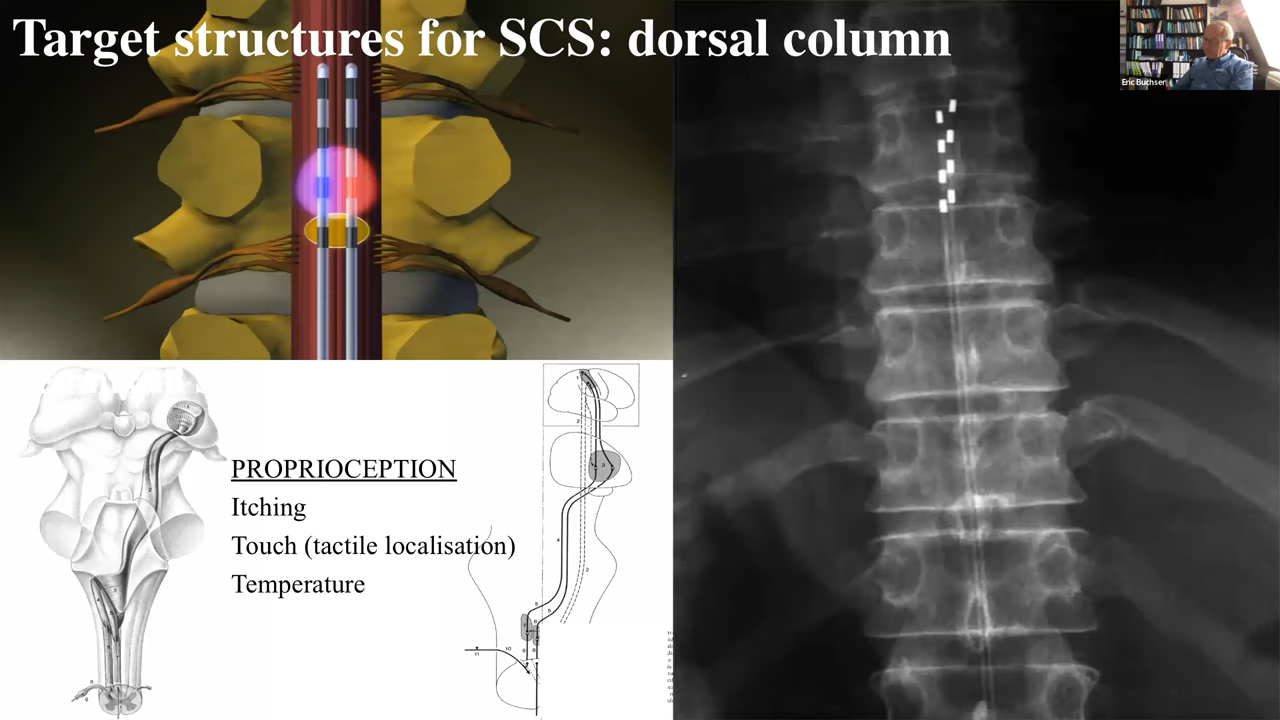 Target structures for SCS: dorsal column
Eric Buchser
PROPRIOCEPTION
Itching
Touch (tactile localisation)
Temperature